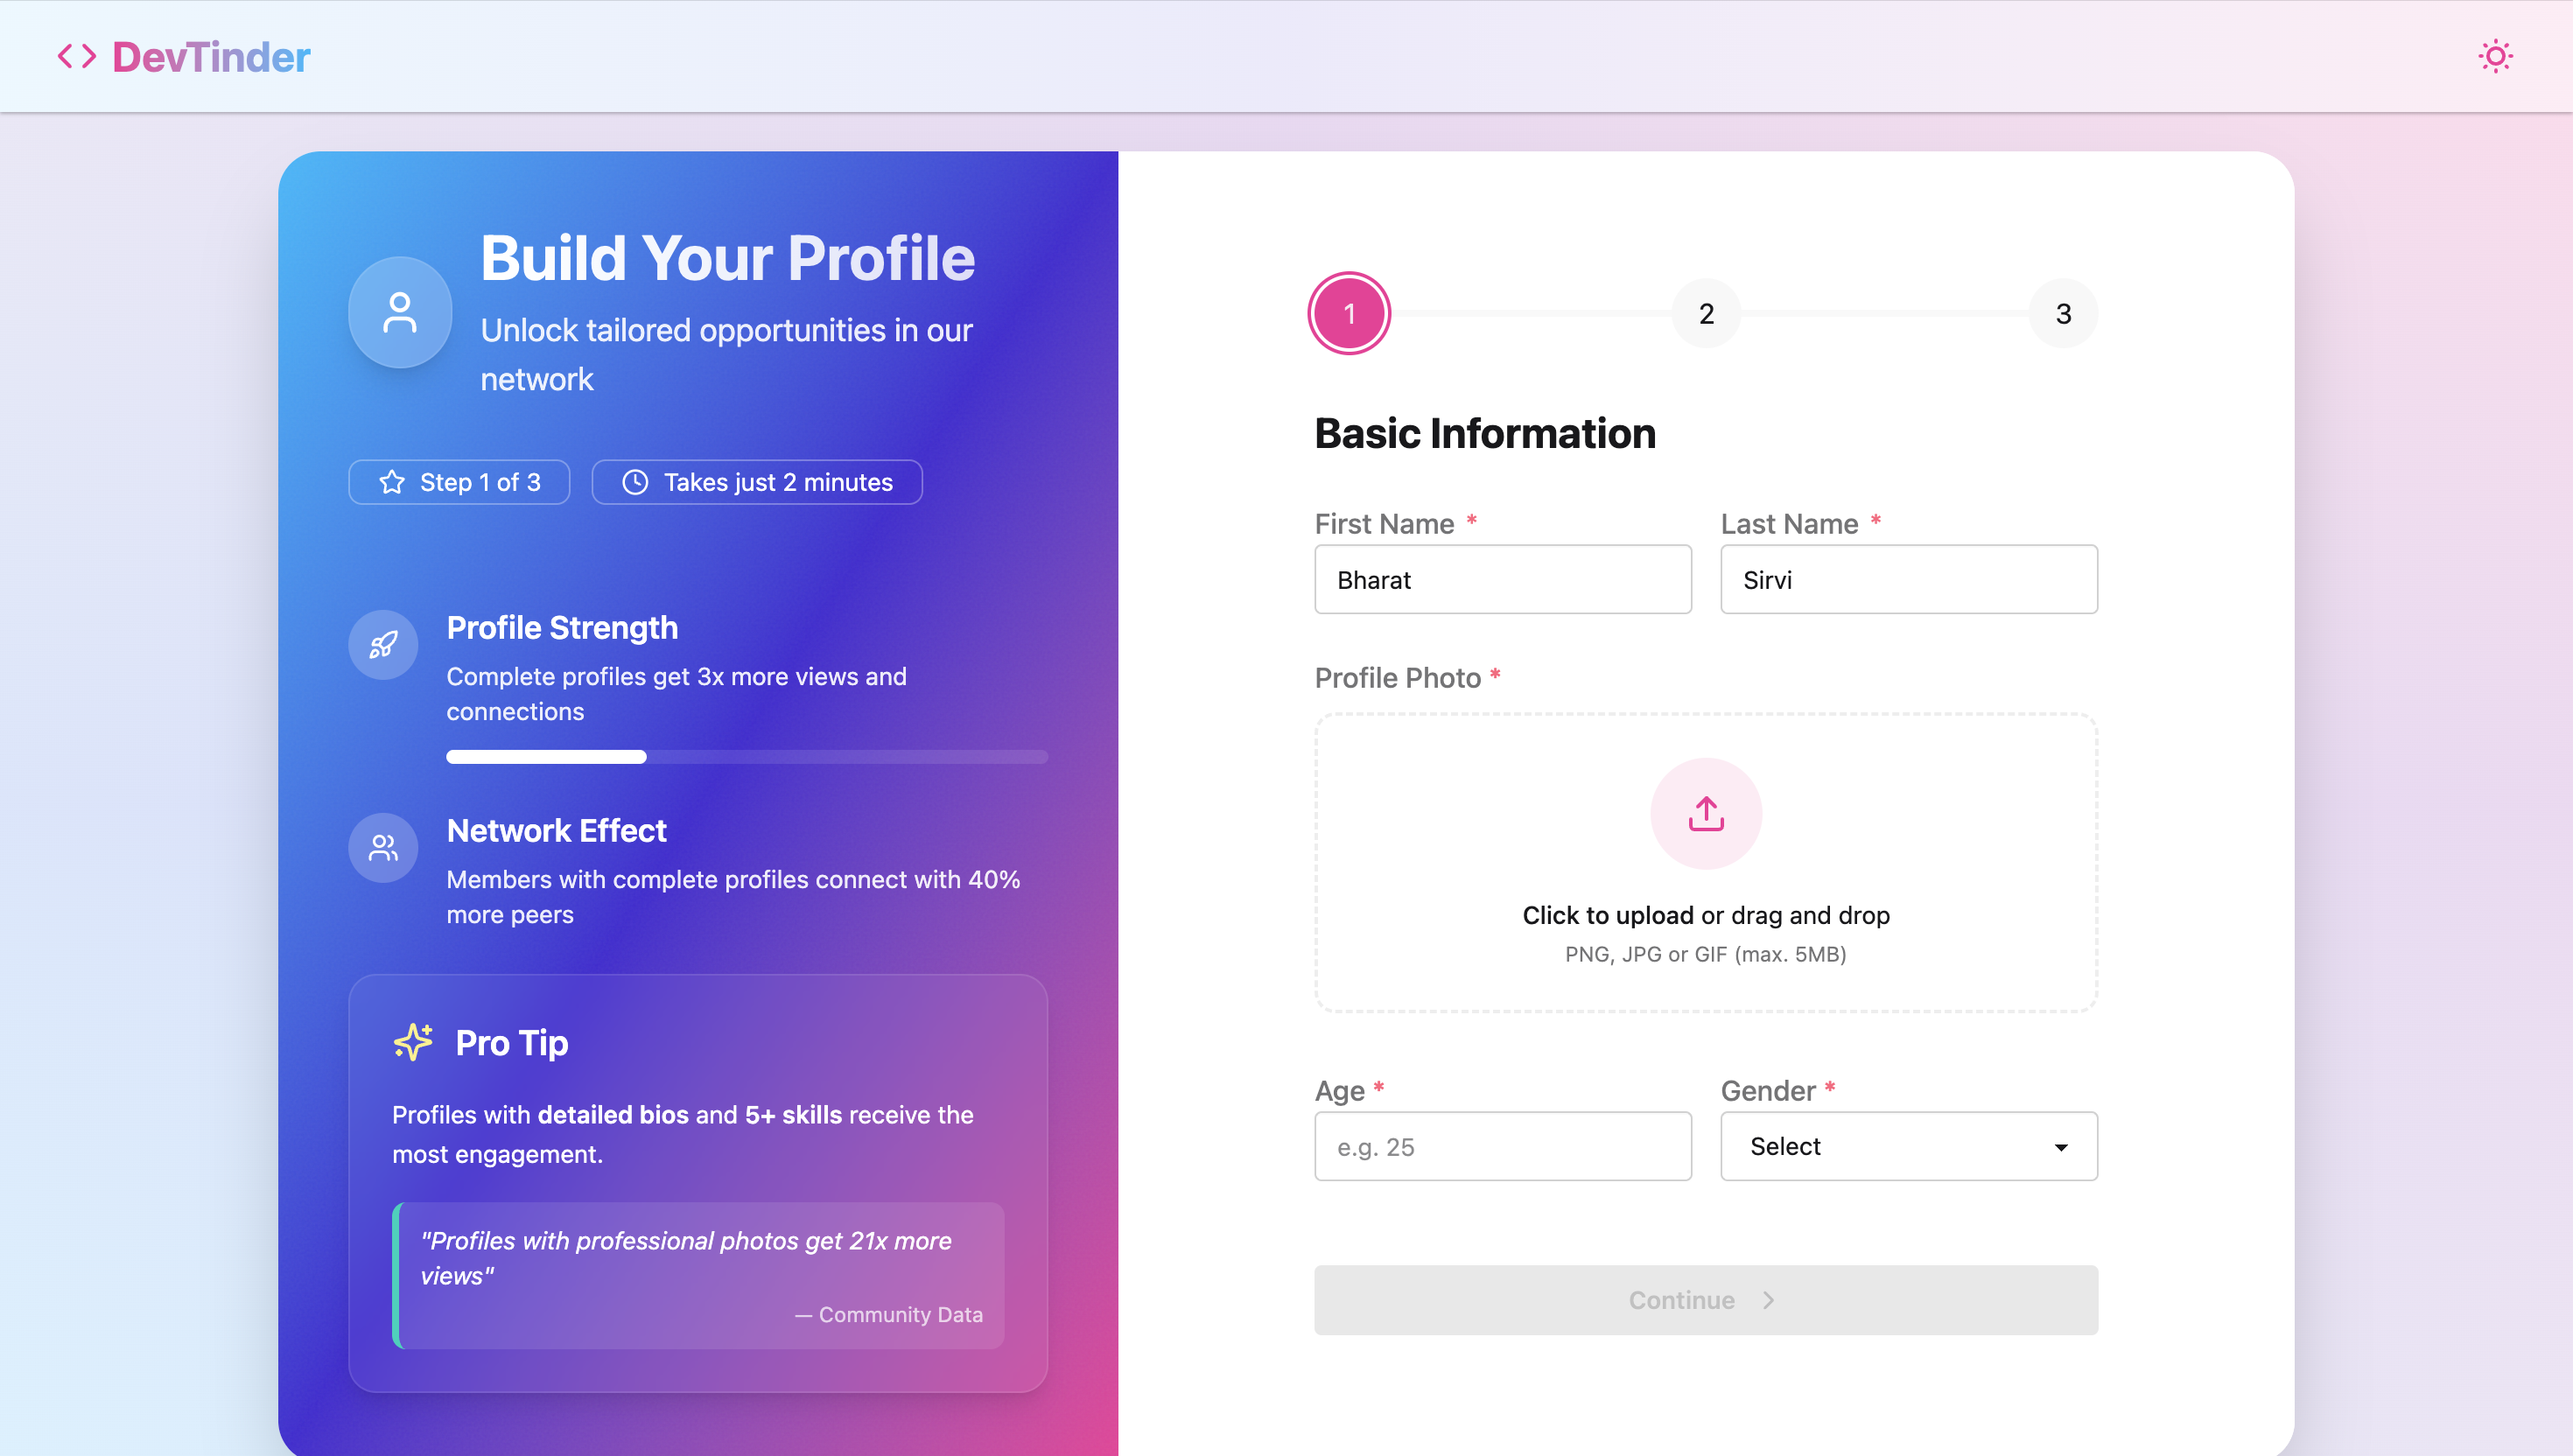 DevTinder
Build Your Profile
Unlock tailored opportunities in our
network
Step 1 of 3
Takes just 2 minutes
Profile Strength
Complete profiles get 3x more views and
connections
Network Effect
Members with complete profiles connect with 40%
more peers
Pro Tip
Profiles with detailed bios and 5+ skills receive the
most engagement.
"Profiles with professional photos get 21x more
views"
— Community Data
1
2
3
Basic Information
First Name *
Last Name *
Bharat
Sirvi
Profile Photo *
Click to upload or drag and drop
PNG, JPG or GIF (max. 5MB)
Age *
Gender *
e.g. 25
Select
Continue